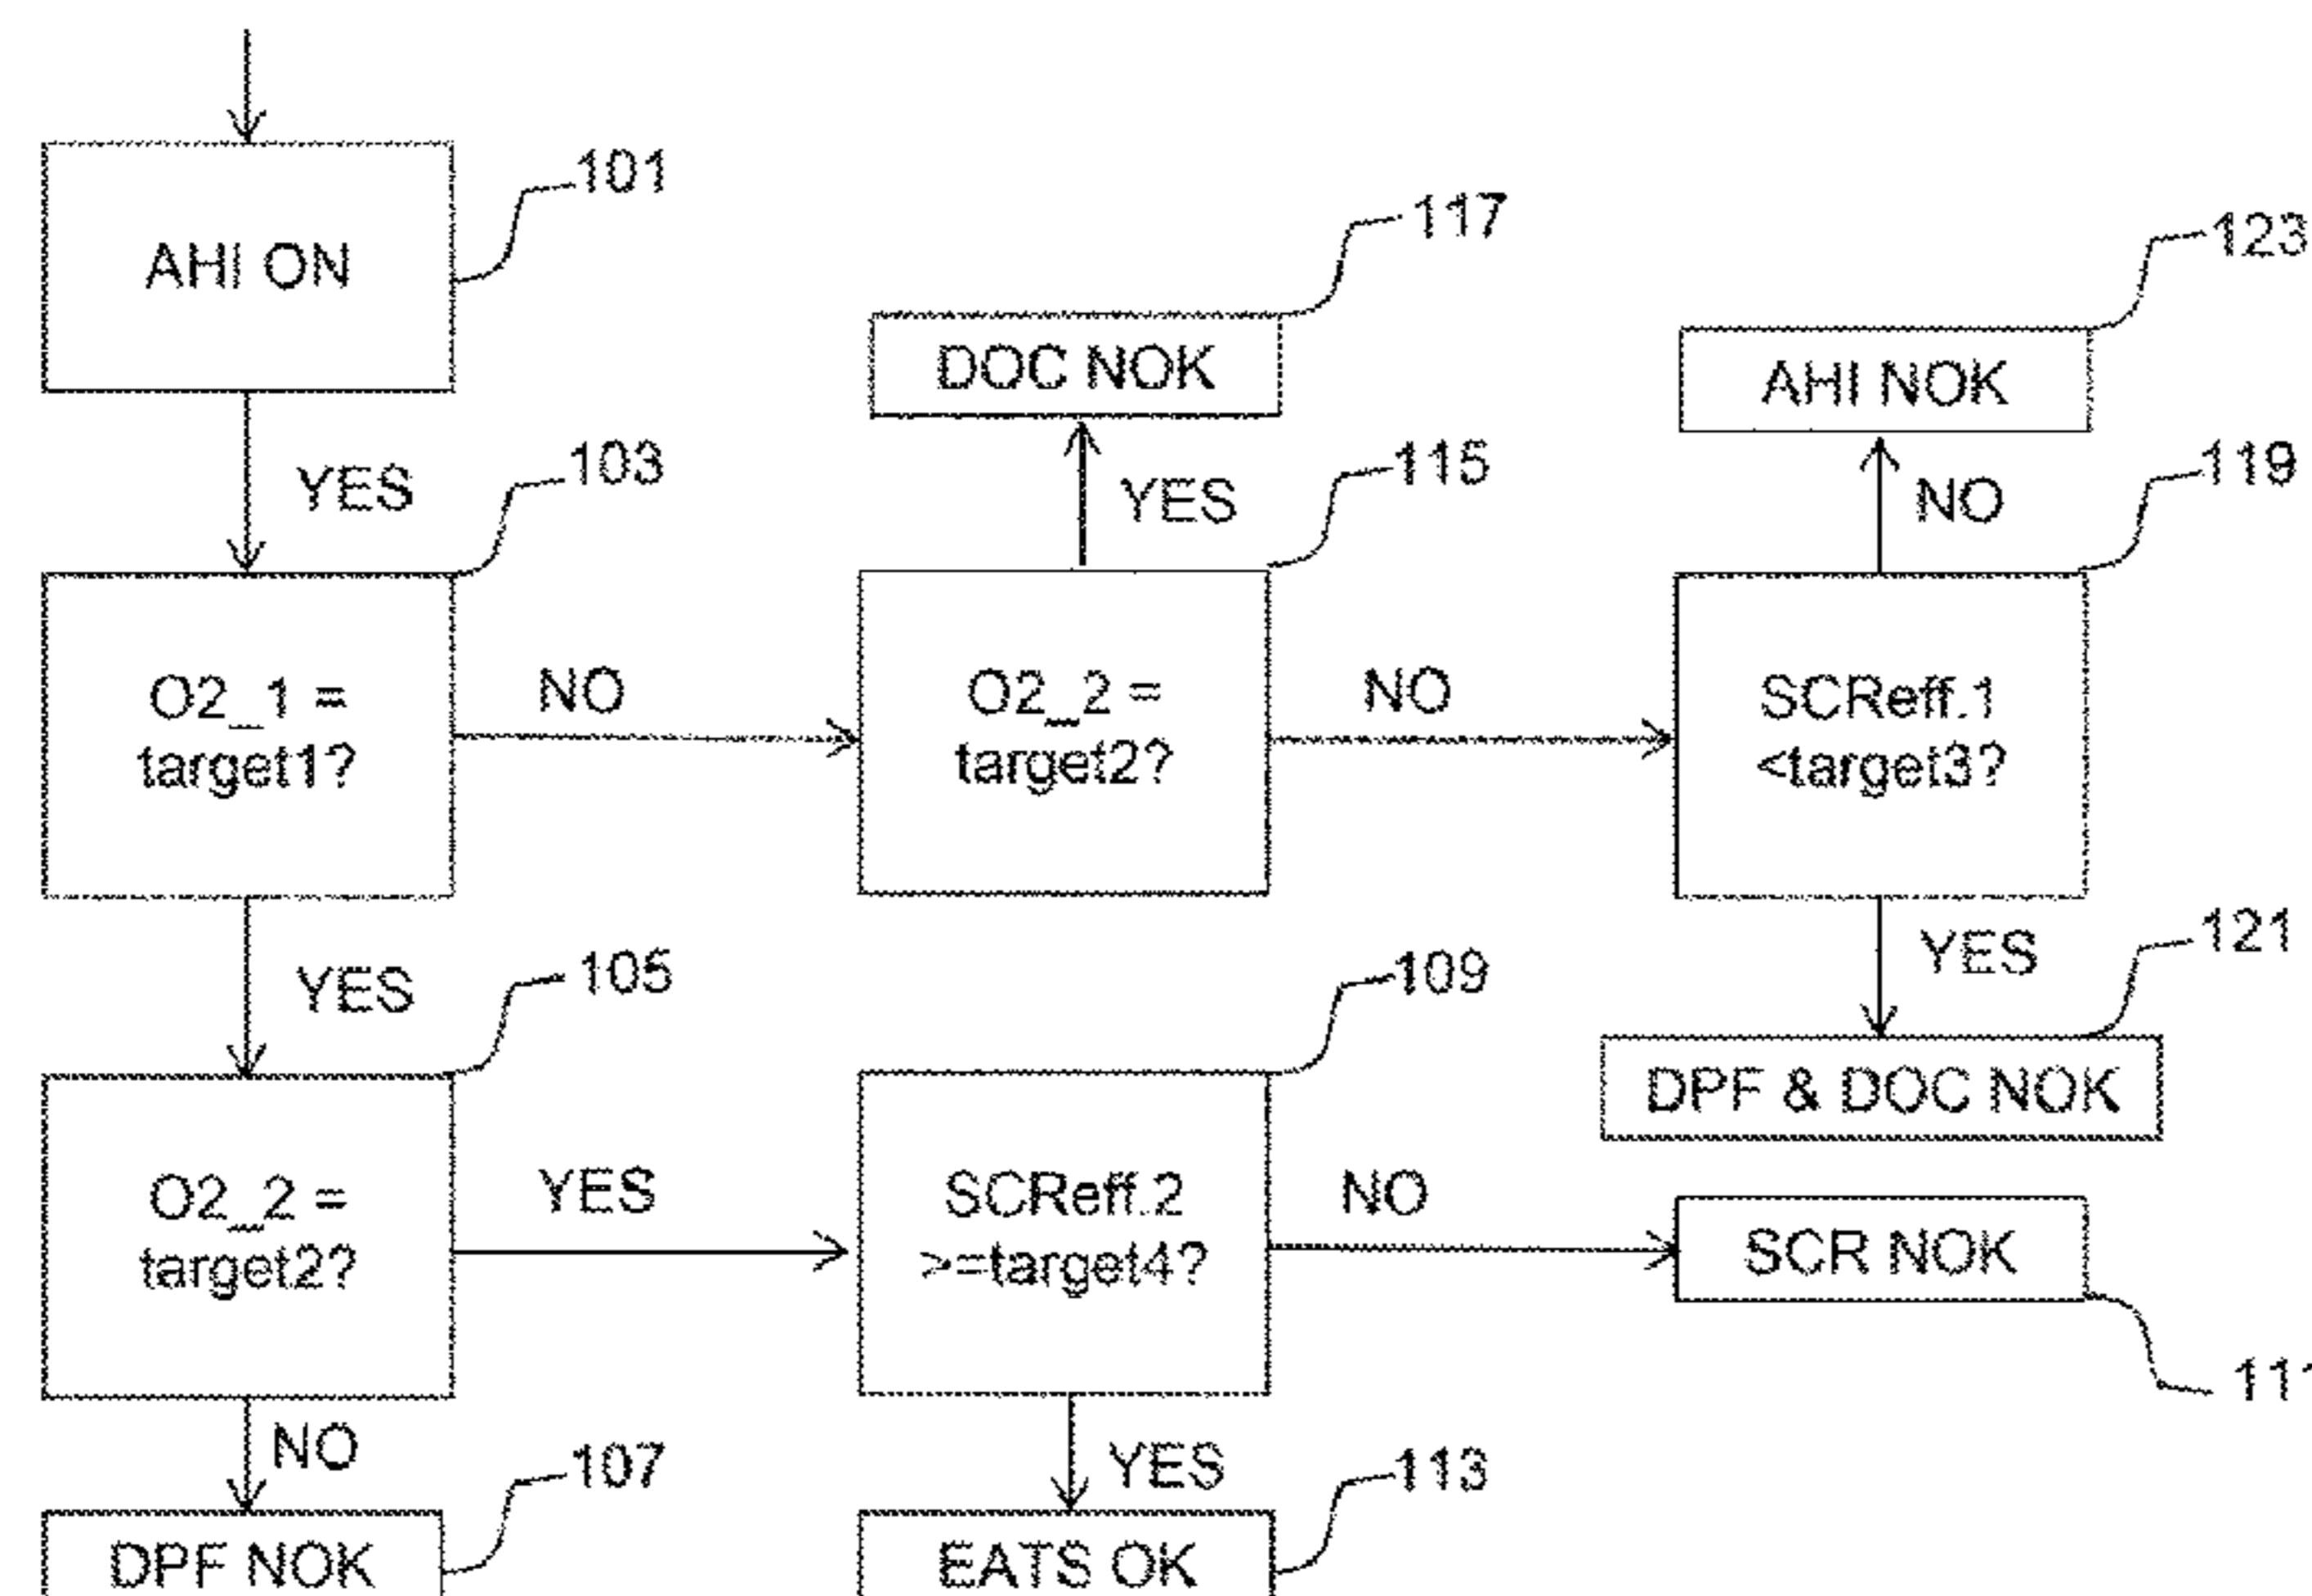 AHI ON
101
YES
103
O2_1 =
target1?
NO
117
DOC NOK
YES
115
O2_2 =
target2?
NO
123
AHI NOK
NO
119
SCReff.1
<target3?
YES
121
DPF & DOC NOK
YES
105
O2_2 =
target2?
YES
109
SCReff.2
>=target4?
NO
SCR NOK
111
NO
107
DPF NOK
YES
113
EATS OK